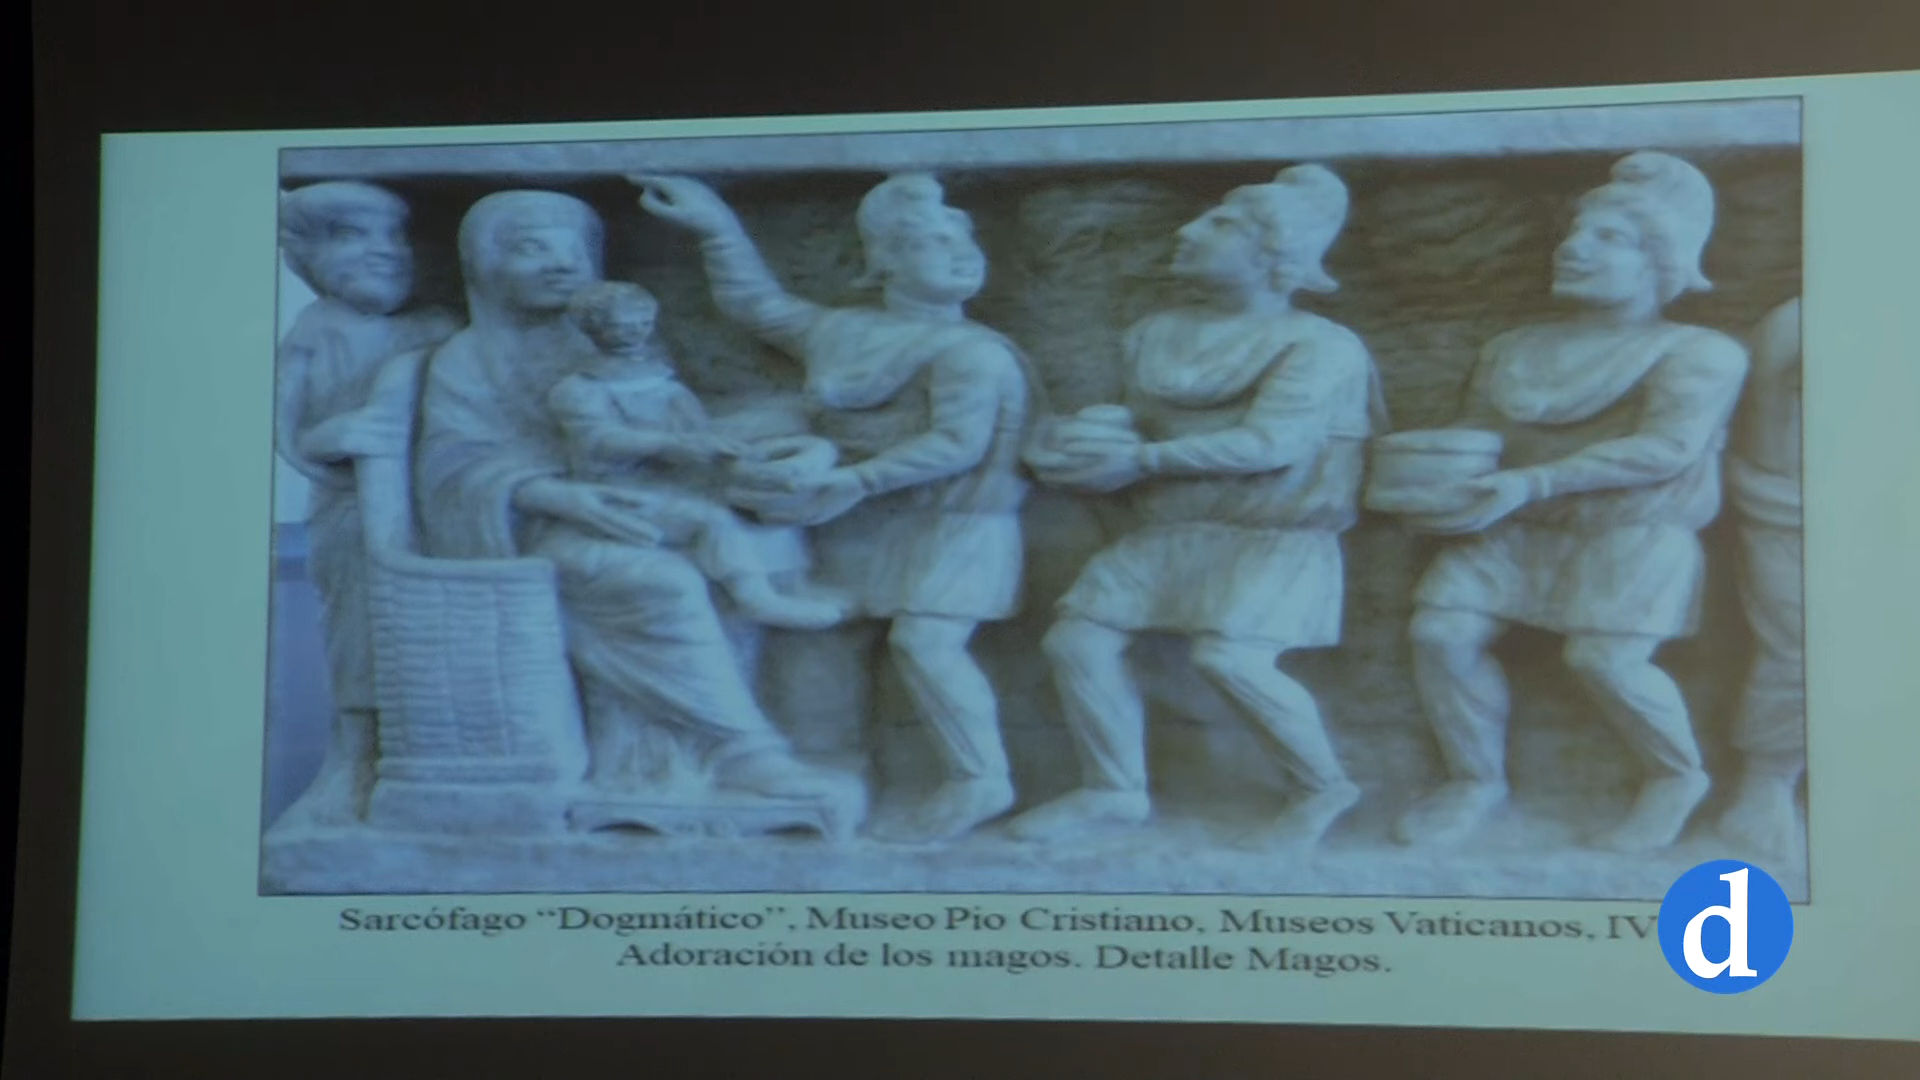 Sarcófago “Dogmático”, Museo Pio Cristiano, Museos Vaticanos, IV
Adoración de los magos. Detalle Magos.
d